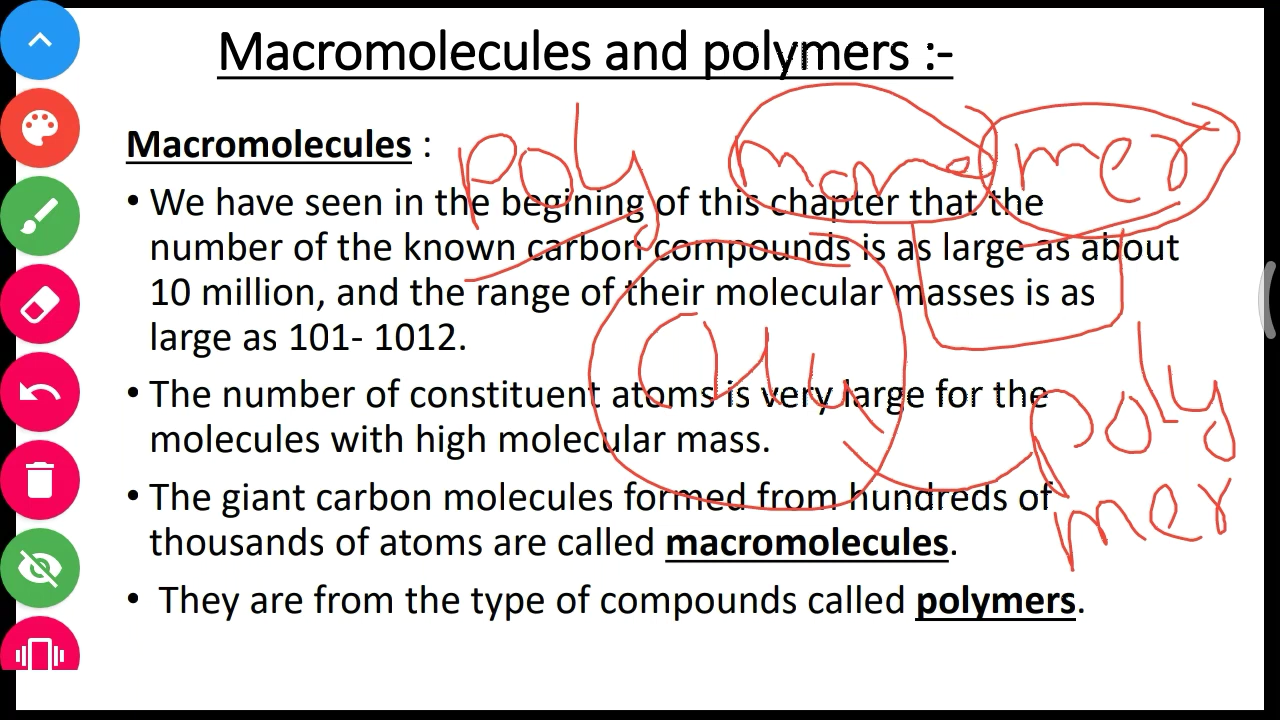 Macromolecules and polymers :-
Macromolecules :
poly mono mer
• We have seen in the begining of this chapter that the
number of the known carbon compounds is as large as about
10 million, and the range of their molecular masses is as
large as 101- 1012.
• The number of constituent atoms is very large for the
molecules with high molecular mass.
poly
• The giant carbon molecules formed from hundreds of
mer
thousands of atoms are called macromolecules.
• They are from the type of compounds called polymers.